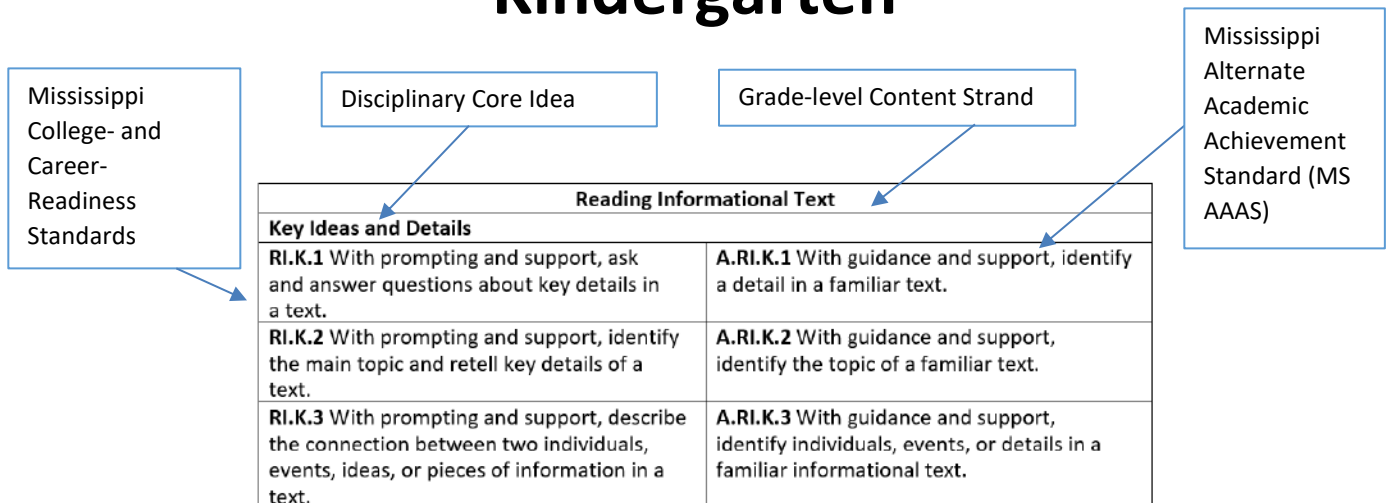 Kindergarten
Mississippi
Alternate
Academic
Achievement
Standard (MS
AAAS)
Mississippi
College- and
Career-
Readiness
Standards
Disciplinary Core Idea
Grade-level Content Strand
Reading Informational Text
Key Ideas and Details
RI.K.1 With prompting and support, ask
and answer questions about key details in
a text.
A.RI.K.1 With guidance and support, identify
a detail in a familiar text.
RI.K.2 With prompting and support, identify
the main topic and retell key details of a
text.
A.RI.K.2 With guidance and support,
identify the topic of a familiar text.
RI.K.3 With prompting and support, describe
the connection between two individuals,
events, ideas, or pieces of information in a
text.
A.RI.K.3 With guidance and support,
identify individuals, events, or details in a
familiar informational text.